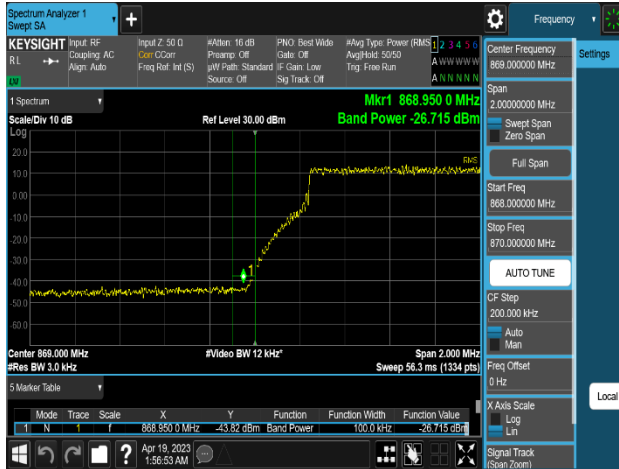 Spectrum Analyzer 1
Swept SA
+
Frequency
KEYSIGHT
Input: RF
Input Z: 50 Ω
#Atten: 16 dB
PNO: Best Wide
#Avg Type: Power (RMS
1 2 3 4 5 6
RL
Coupling: AC
Corr CCorr
Preamp: Off
Gate: Off
Avg|Hold: 50/50
A WWWWW
Align: Auto
Freq Ref: Int (S)
µW Path: Standard
IF Gain: Low
Trig: Free Run
Source: Off
Sig Track: Off
A N N N N N
1 Spectrum
Mkr1 868.950 0 MHz
Scale/Div 10 dB
Ref Level 30.00 dBm
Band Power -26.715 dBm
Log
RMS
20.0
10.0
0.00
-10.0
-20.0
-30.0
-40.0
-50.0
-60.0
1
Center 869.000 MHz
#Video BW 12 kHz*
Span 2.000 MHz
#Res BW 3.0 kHz
Sweep 56.3 ms (1334 pts)
5 Marker Table
Mode Trace Scale X Y Function Function Width Function Value
1 N 1 f 868.950 0 MHz -43.82 dBm Band Power 100.0 kHz -26.715 dBm
?
Apr 19, 2023
1:56:53 AM
Center Frequency
869.000000 MHz
Settings
Span
2.00000000 MHz
Swept Span
Zero Span
Full Span
Start Freq
868.000000 MHz
Stop Freq
870.000000 MHz
AUTO TUNE
CF Step
200.000 kHz
Auto
Man
Freq Offset
0 Hz
Local
X Axis Scale
Log
Lin
Signal Track
(Span Zoom)